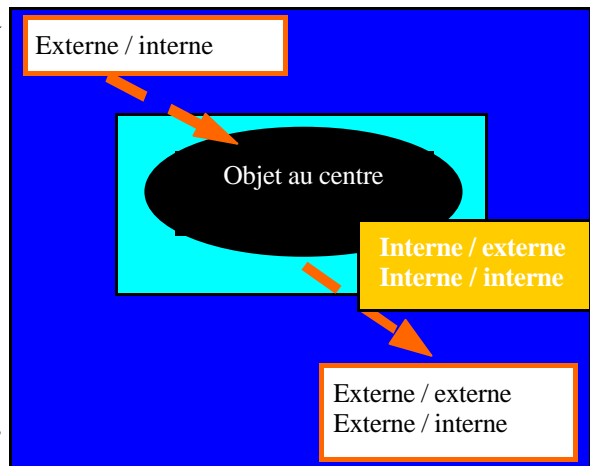 Externe / interne
Objet au centre
Interne / externe
Interne / interne
Externe / externe
Externe / interne